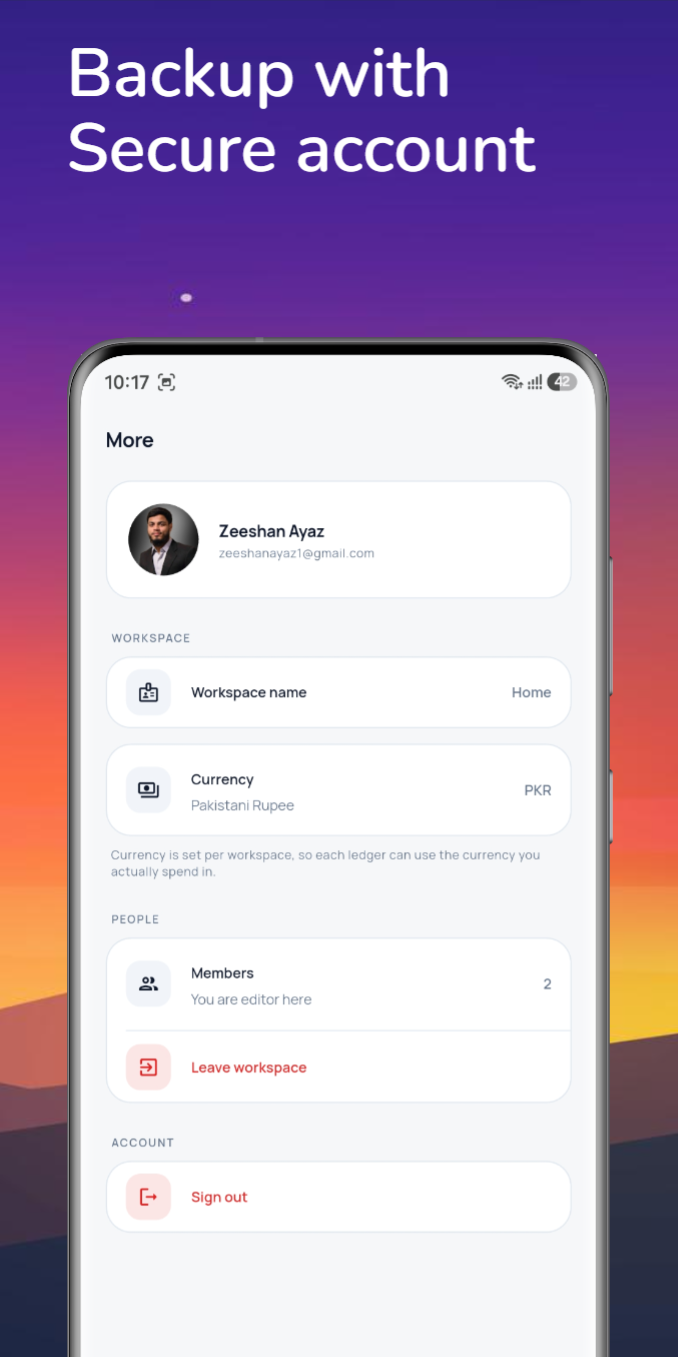 Backup with
Secure account
10:17
42
More
Zeeshan Ayaz
zeeshanayaz1@gmail.com
WORKSPACE
Workspace name
Home
Currency
Pakistani Rupee
PKR
Currency is set per workspace, so each ledger can use the currency you
actually spend in.
PEOPLE
Members
You are editor here
2
Leave workspace
ACCOUNT
Sign out